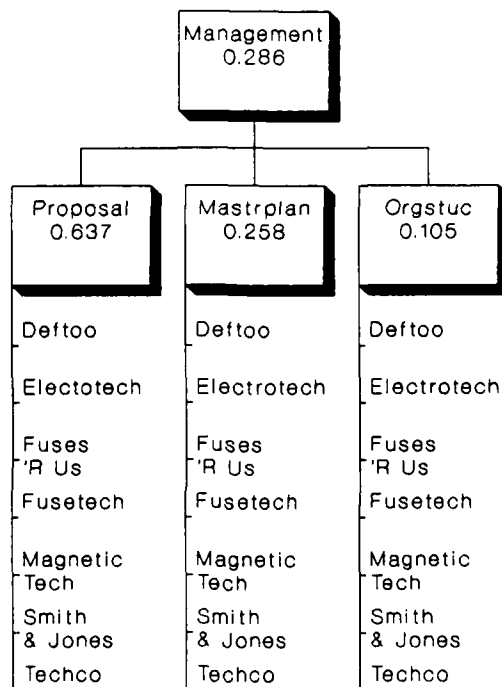 Management
0.286
Proposal
0.637
Deftoo
Electotech
Fuses
'R Us
Fusetech
Magnetic
Tech
Smith
& Jones
Techco
Mastrplan
0.258
Deftoo
Electrotech
Fuses
'R Us
Fusetech
Magnetic
Tech
Smith
& Jones
Techco
Orgstuc
0.105
Deftoo
Electrotech
Fuses
'R Us
Fusetech
Magnetic
Tech
Smith
& Jones
Techco